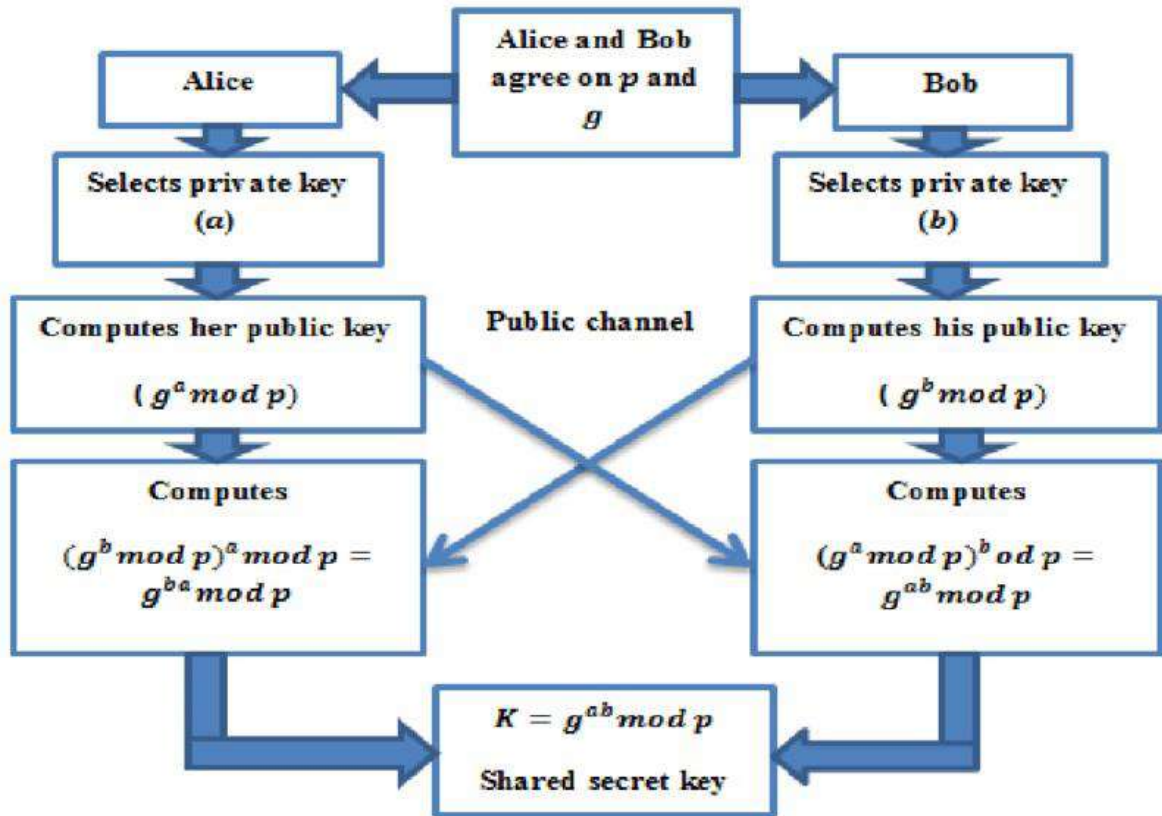 Alice and Bob
agree on p and
g
Alice
Bob
Selects private key
(a)
Selects private key
(b)
Computes her public key
( g^a mod p)
Public channel
Computes his public key
( g^b mod p)
Computes
(g^b mod p)^a mod p =
g^ba mod p
Computes
(g^a mod p)^b od p =
g^ab mod p
K = g^ab mod p
Shared secret key